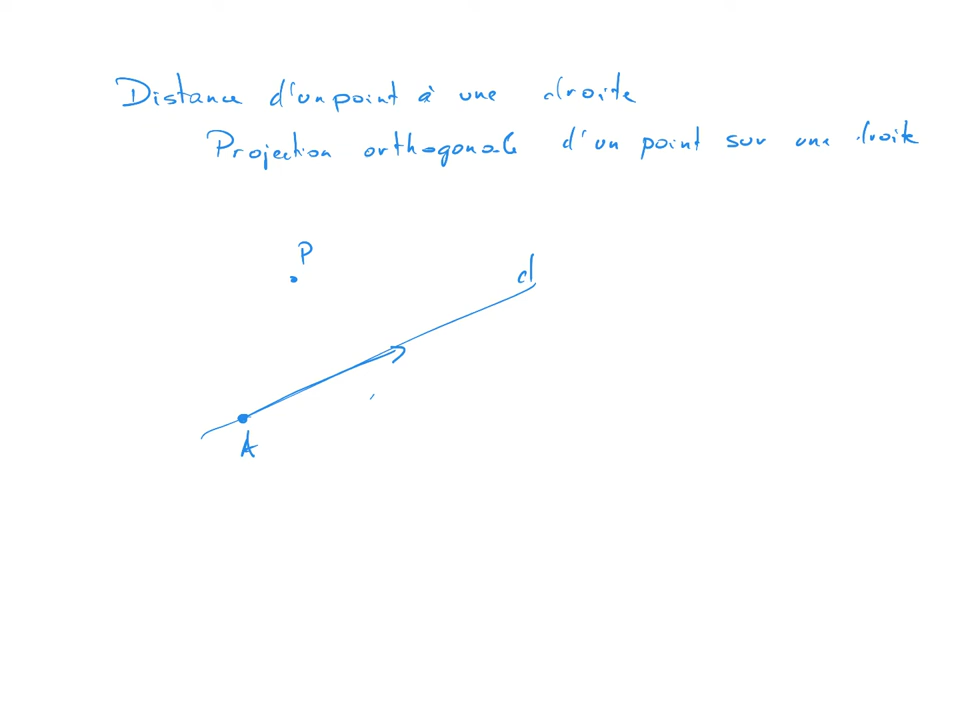 Distance d'un point à une droite
Projection orthogonale d'un point sur une droite
P
d
A